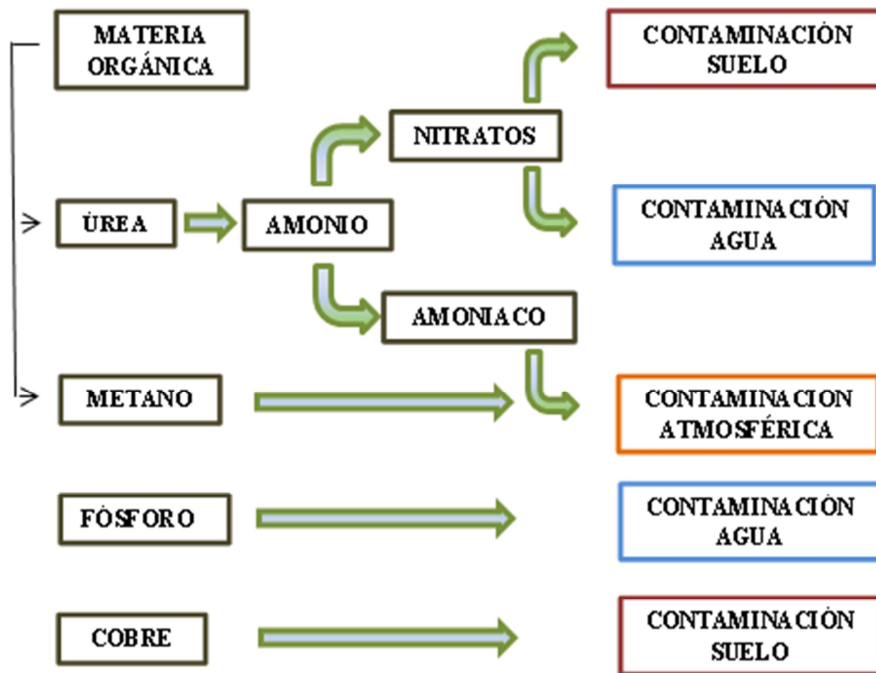 MATERIA
ORGÁNICA
CONTAMINACIÓN
SUELO
NITRATOS
ÚREA
AMONIO
CONTAMINACIÓN
AGUA
AMONIACO
METANO
CONTAMINACION
ATMOSFÉRICA
FÓSFORO
CONTAMINACIÓN
AGUA
COBRE
CONTAMINACIÓN
SUELO